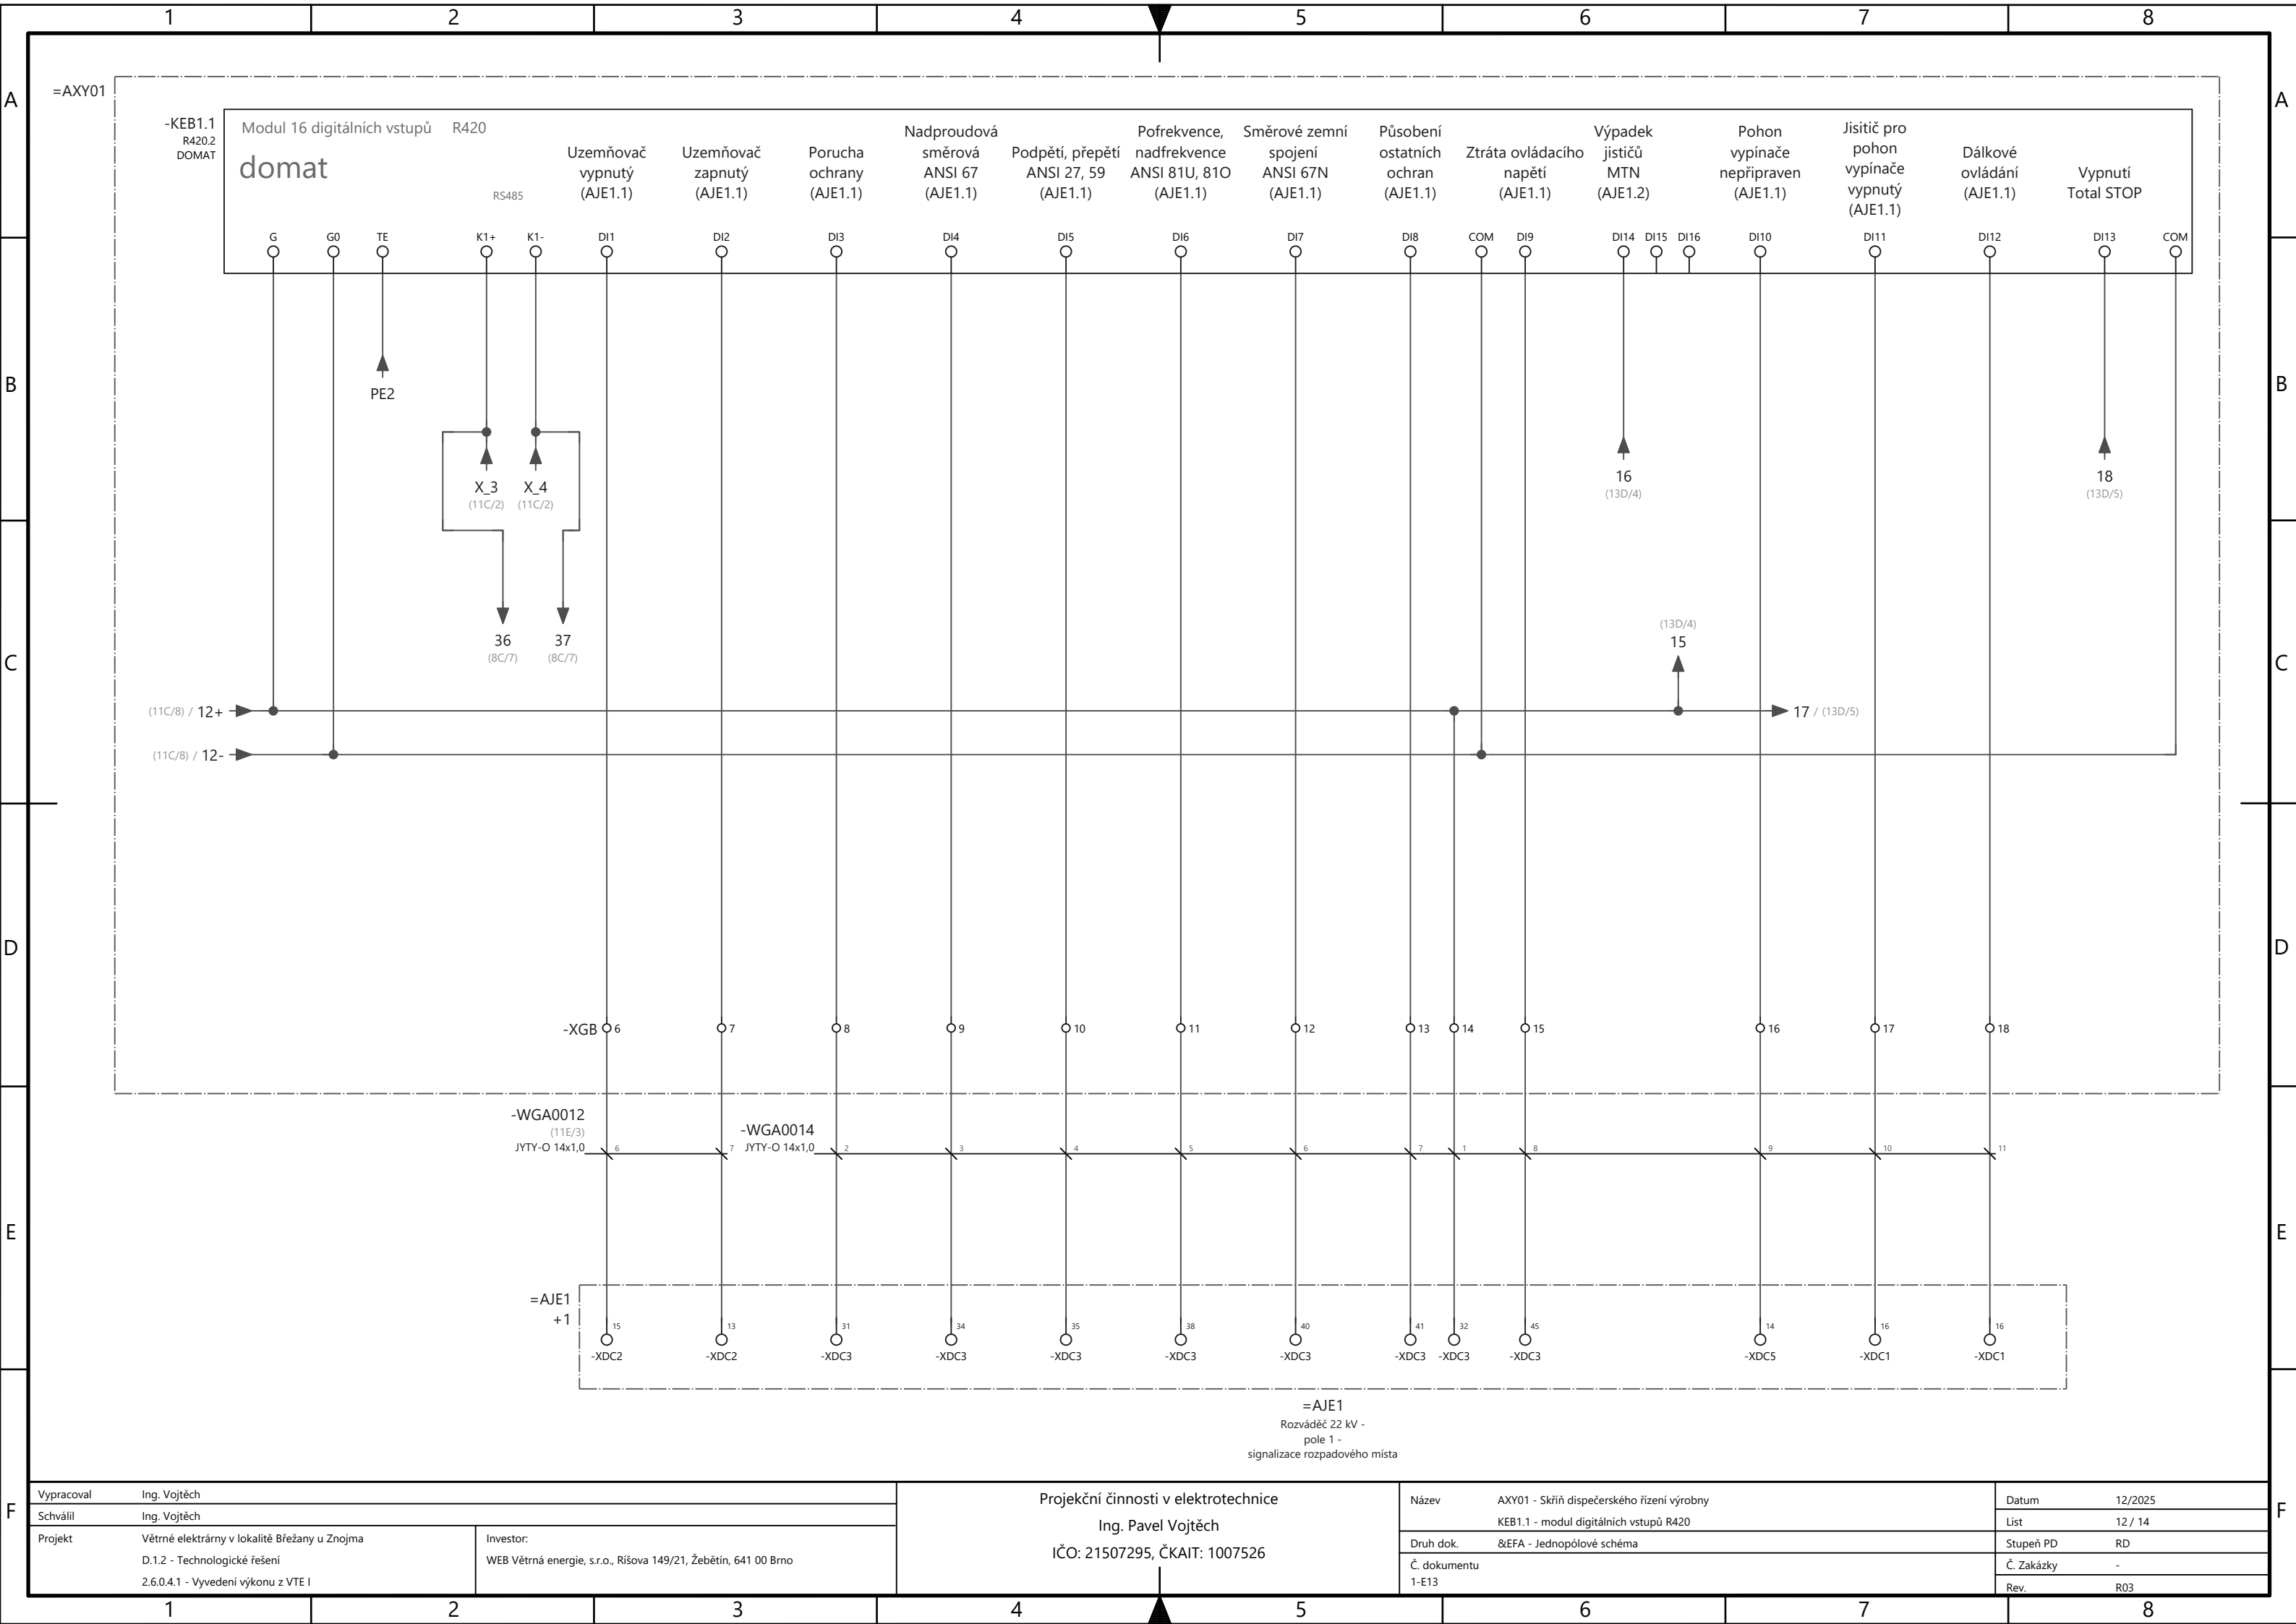 1 2 3 4 5 6 7 8
A A
=AXY01
-KEB1.1
R420.2
DOMAT
Modul 16 digitálních vstupů R420
domat
RS485
Uzemňovač
vypnutý
(AJE1.1)
Uzemňovač
zapnutý
(AJE1.1)
Porucha
ochrany
(AJE1.1)
Nadproudová
směrová
ANSI 67
(AJE1.1)
Podpětí, přepětí
ANSI 27, 59
(AJE1.1)
Pofrekvence,
nadfrekvence
ANSI 81U, 81O
(AJE1.1)
Směrové zemní
spojení
ANSI 67N
(AJE1.1)
Působení
ostatních
ochran
(AJE1.1)
Ztráta ovládacího
napětí
(AJE1.1)
Výpadek
jističů
MTN
(AJE1.2)
Pohon
vypínače
nepřipraven
(AJE1.1)
Jisitič pro
pohon
vypínače
vypnutý
(AJE1.1)
Dálkové
ovládání
(AJE1.1)
Vypnutí
Total STOP
G G0 TE K1+ K1- DI1 DI2 DI3 DI4 DI5 DI6 DI7 DI8 COM DI9 DI14 DI15 DI16 DI10 DI11 DI12 DI13 COM
B B
PE2
X_3
(11C/2)
X_4
(11C/2)
16
(13D/4)
18
(13D/5)
36
(8C/7)
37
(8C/7)
(13D/4)
15
C C
(11C/8) / 12+
17 / (13D/5)
(11C/8) / 12-
D D
-XGB 6 7 8 9 10 11 12 13 14 15 16 17 18
-WGA0012
(11E/3)
JYTY-O 14x1,0
6 7
-WGA0014
JYTY-O 14x1,0
2 3 4 5 6 7 1 8 9 10 11
E E
=AJE1
+1
15 13 31 34 35 38 40 41 32 45 14 16 16
-XDC2 -XDC2 -XDC3 -XDC3 -XDC3 -XDC3 -XDC3 -XDC3 -XDC3 -XDC3 -XDC5 -XDC1 -XDC1
=AJE1
Rozváděč 22 kV -
pole 1 -
signalizace rozpadového místa
F F
Vypracoval Ing. Vojtěch
Schválil Ing. Vojtěch
Projekt Větrné elektrárny v lokalitě Břežany u Znojma
D.1.2 - Technologické řešení
2.6.0.4.1 - Vyvedení výkonu z VTE I
Investor:
WEB Větrná energie, s.r.o., Ríšova 149/21, Žebětín, 641 00 Brno
Projekční činnosti v elektrotechnice
Ing. Pavel Vojtěch
IČO: 21507295, ČKAIT: 1007526
Název AXY01 - Skříň dispečerského řízení výrobny
KEB1.1 - modul digitálních vstupů R420
Druh dok. &EFA - Jednopólové schéma
Č. dokumentu
1-E13
Datum 12/2025
List 12 / 14
Stupeň PD RD
Č. Zakázky -
Rev. R03
1 2 3 4 5 6 7 8